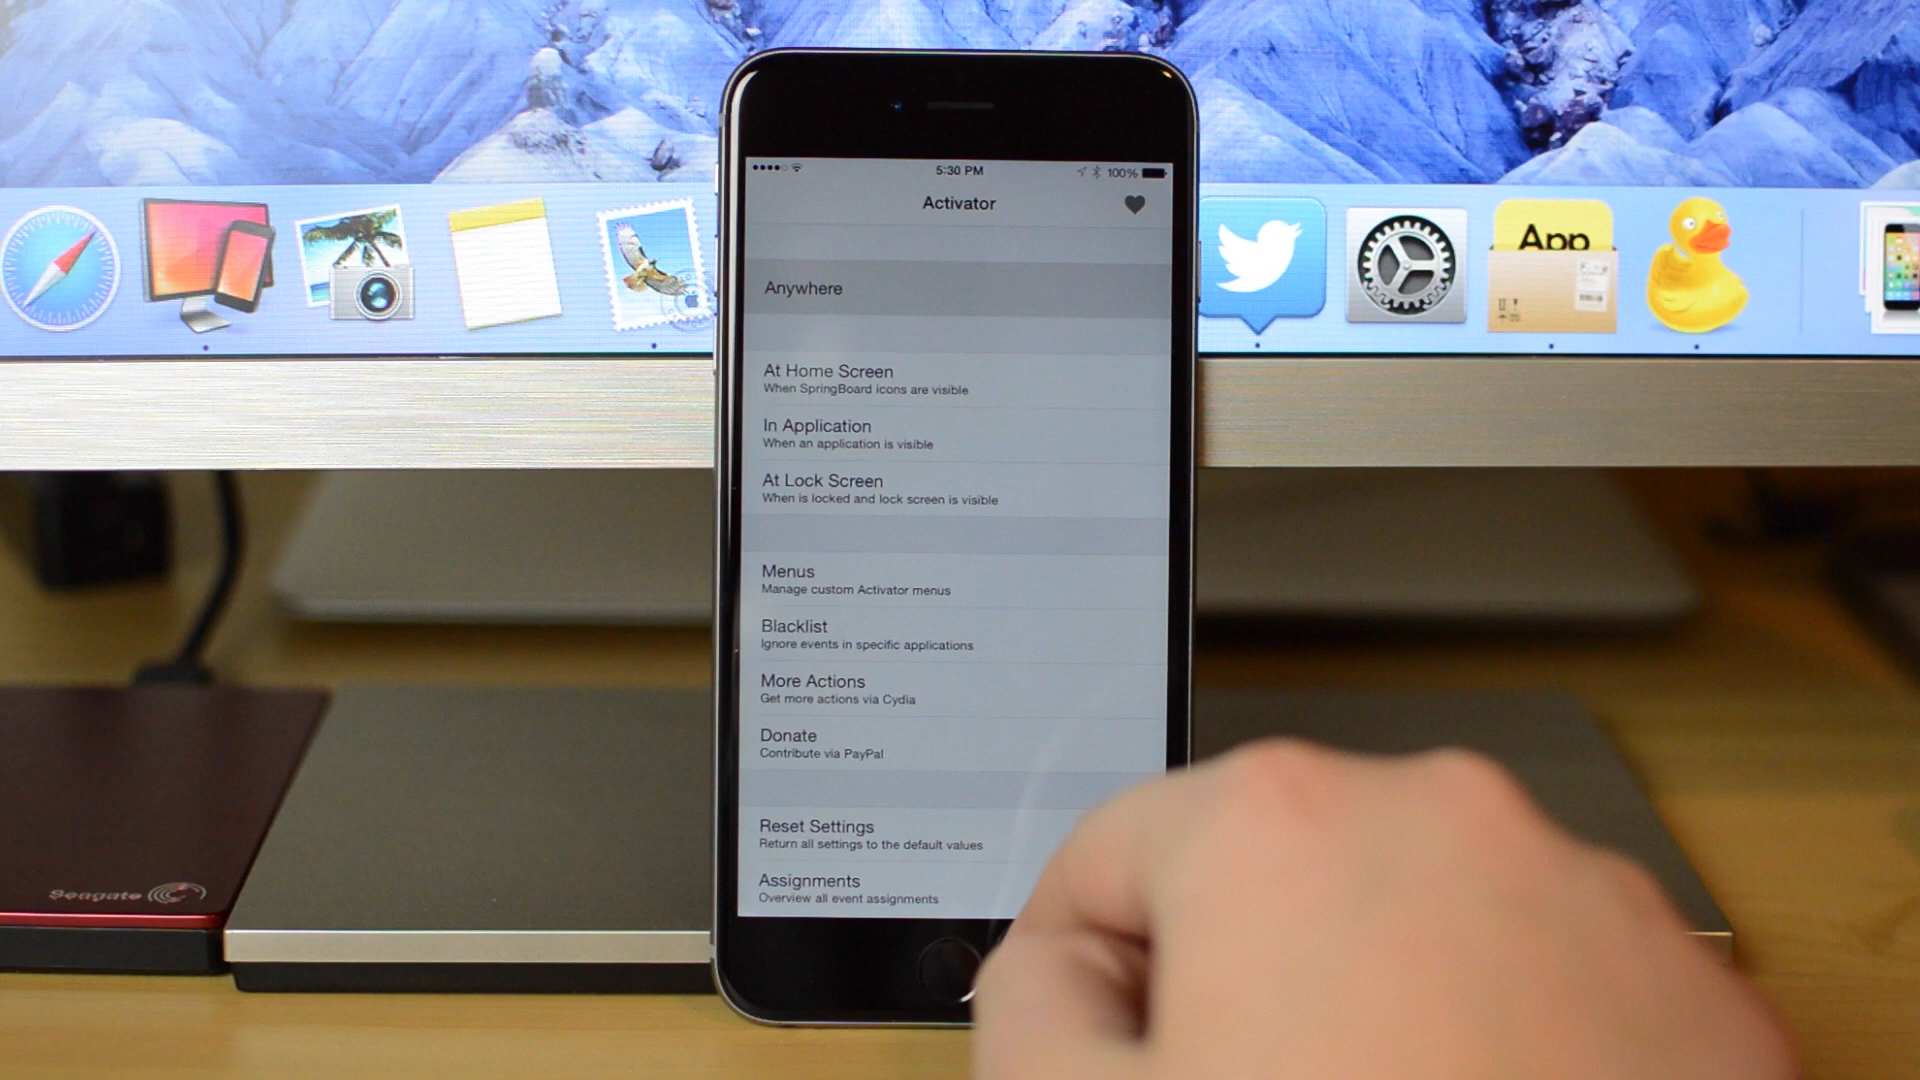 5:30 PM
100%
Activator
Anywhere
At Home Screen
When SpringBoard icons are visible
In Application
When an application is visible
At Lock Screen
When is locked and lock screen is visible
Menus
Manage custom Activator menus
Blacklist
Ignore events in specific applications
More Actions
Get more actions via Cydia
Donate
Contribute via PayPal
Reset Settings
Return all settings to the default values
Assignments
Overview all event assignments
App
Seagate